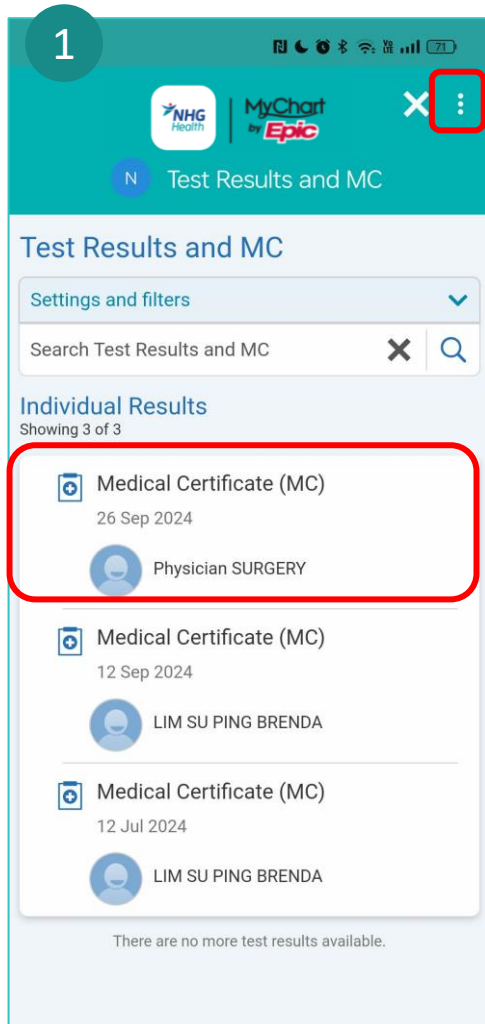 1
71
NHG
Health
MyChart
by Epic
N
Test Results and MC
Test Results and MC
Settings and filters
Search Test Results and MC
Individual Results
Showing 3 of 3
Medical Certificate (MC)
26 Sep 2024
Physician SURGERY
Medical Certificate (MC)
12 Sep 2024
LIM SU PING BRENDA
Medical Certificate (MC)
12 Jul 2024
LIM SU PING BRENDA
There are no more test results available.